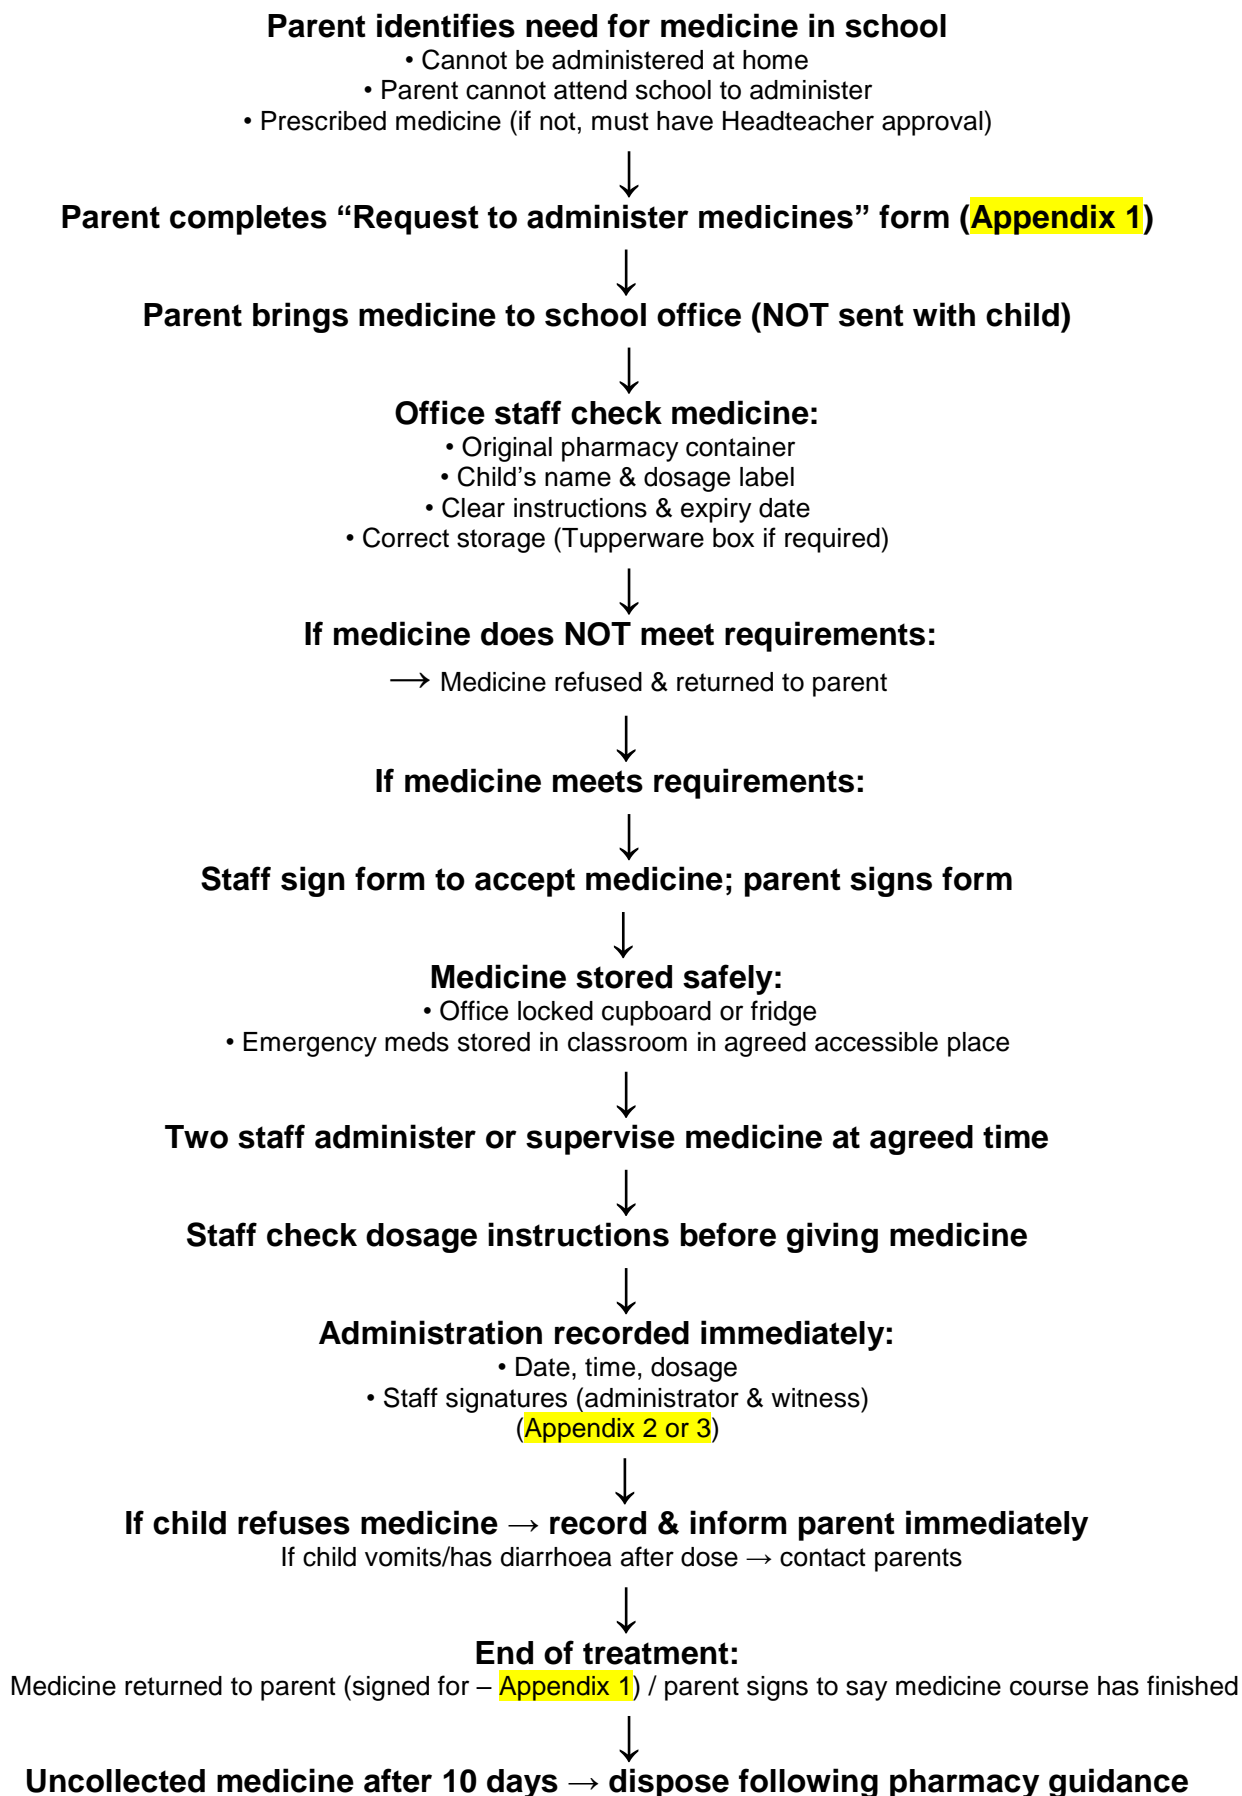 Parent identifies need for medicine in school
• Cannot be administered at home
• Parent cannot attend school to administer
• Prescribed medicine (if not, must have Headteacher approval)
↓
Parent completes “Request to administer medicines” form (Appendix 1)
↓
Parent brings medicine to school office (NOT sent with child)
↓
Office staff check medicine:
• Original pharmacy container
• Child’s name & dosage label
• Clear instructions & expiry date
• Correct storage (Tupperware box if required)
↓
If medicine does NOT meet requirements:
→ Medicine refused & returned to parent
↓
If medicine meets requirements:
↓
Staff sign form to accept medicine; parent signs form
↓
Medicine stored safely:
• Office locked cupboard or fridge
• Emergency meds stored in classroom in agreed accessible place
↓
Two staff administer or supervise medicine at agreed time
↓
Staff check dosage instructions before giving medicine
↓
Administration recorded immediately:
• Date, time, dosage
• Staff signatures (administrator & witness)
(Appendix 2 or 3)
↓
If child refuses medicine → record & inform parent immediately
If child vomits/has diarrhoea after dose → contact parents
↓
End of treatment:
Medicine returned to parent (signed for – Appendix 1) / parent signs to say medicine course has finished
↓
Uncollected medicine after 10 days → dispose following pharmacy guidance